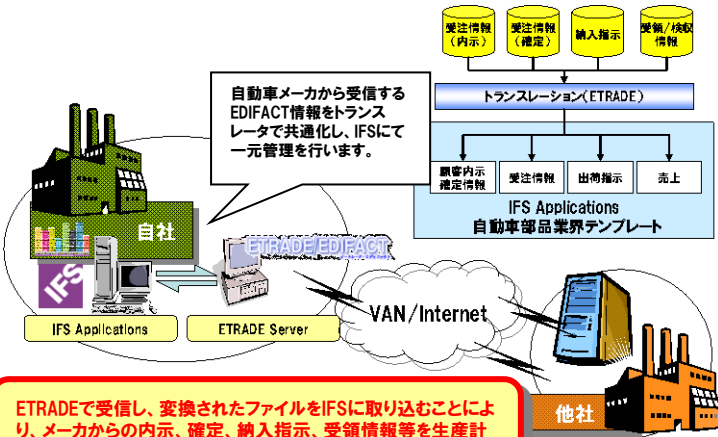 受注情報
（内示）
受注情報
（確定）
納入指示
受領/検収
情報
トランスレーション（ETRADE）
顧客内示
確定情報
受注情報
出荷指示
売上
IFS Applications
自動車部品業界テンプレート
自動車メーカから受信する
EDIFACT情報をトランス
レータで共通化し、IFSにて
一元管理を行います。
自社
IFS
ETRADE/EDIFACT
IFS Applications
ETRADE Server
VAN/Internet
他社
ETRADEで受信し、変換されたファイルをIFSに取り込むことによ
り、メーカからの内示、確定、納入指示、受領情報等を生産計